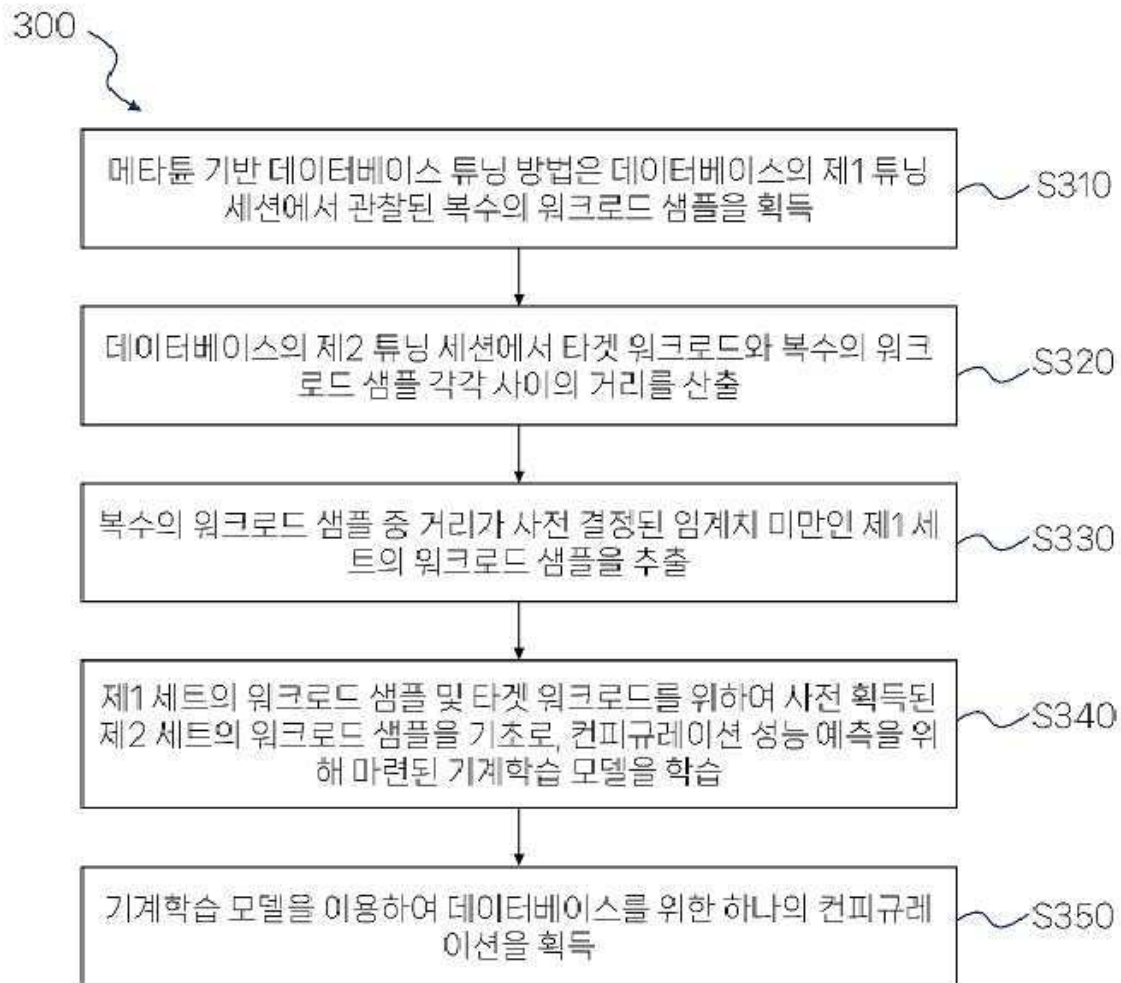 300
메타튠 기반 데이터베이스 튜닝 방법은 데이터베이스의 제1 튜닝
세션에서 관찰된 복수의 워크로드 샘플을 획득
S310
데이터베이스의 제2 튜닝 세션에서 타겟 워크로드와 복수의 워크
로드 샘플 각각 사이의 거리를 산출
S320
복수의 워크로드 샘플 중 거리가 사전 결정된 임계치 미만인 제1 세
트의 워크로드 샘플을 추출
S330
제1 세트의 워크로드 샘플 및 타겟 워크로드를 위하여 사전 획득된
제2 세트의 워크로드 샘플을 기초로, 컨피규레이션 성능 예측을 위
해 마련된 기계학습 모델을 학습
S340
기계학습 모델을 이용하여 데이터베이스를 위한 하나의 컨피규레
이션을 획득
S350